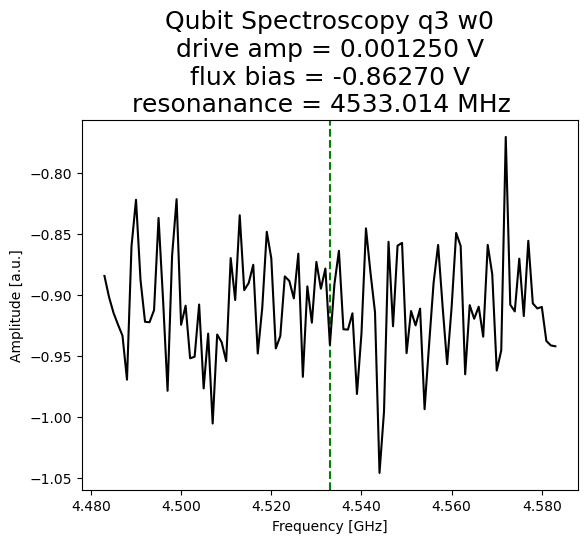 Qubit Spectroscopy q3 w0
drive amp = 0.001250 V
flux bias = -0.86270 V
resonanance = 4533.014 MHz
−0.80
−0.85
−0.90
−0.95
−1.00
−1.05
Amplitude [a.u.]
4.480 4.500 4.520 4.540 4.560 4.580
Frequency [GHz]